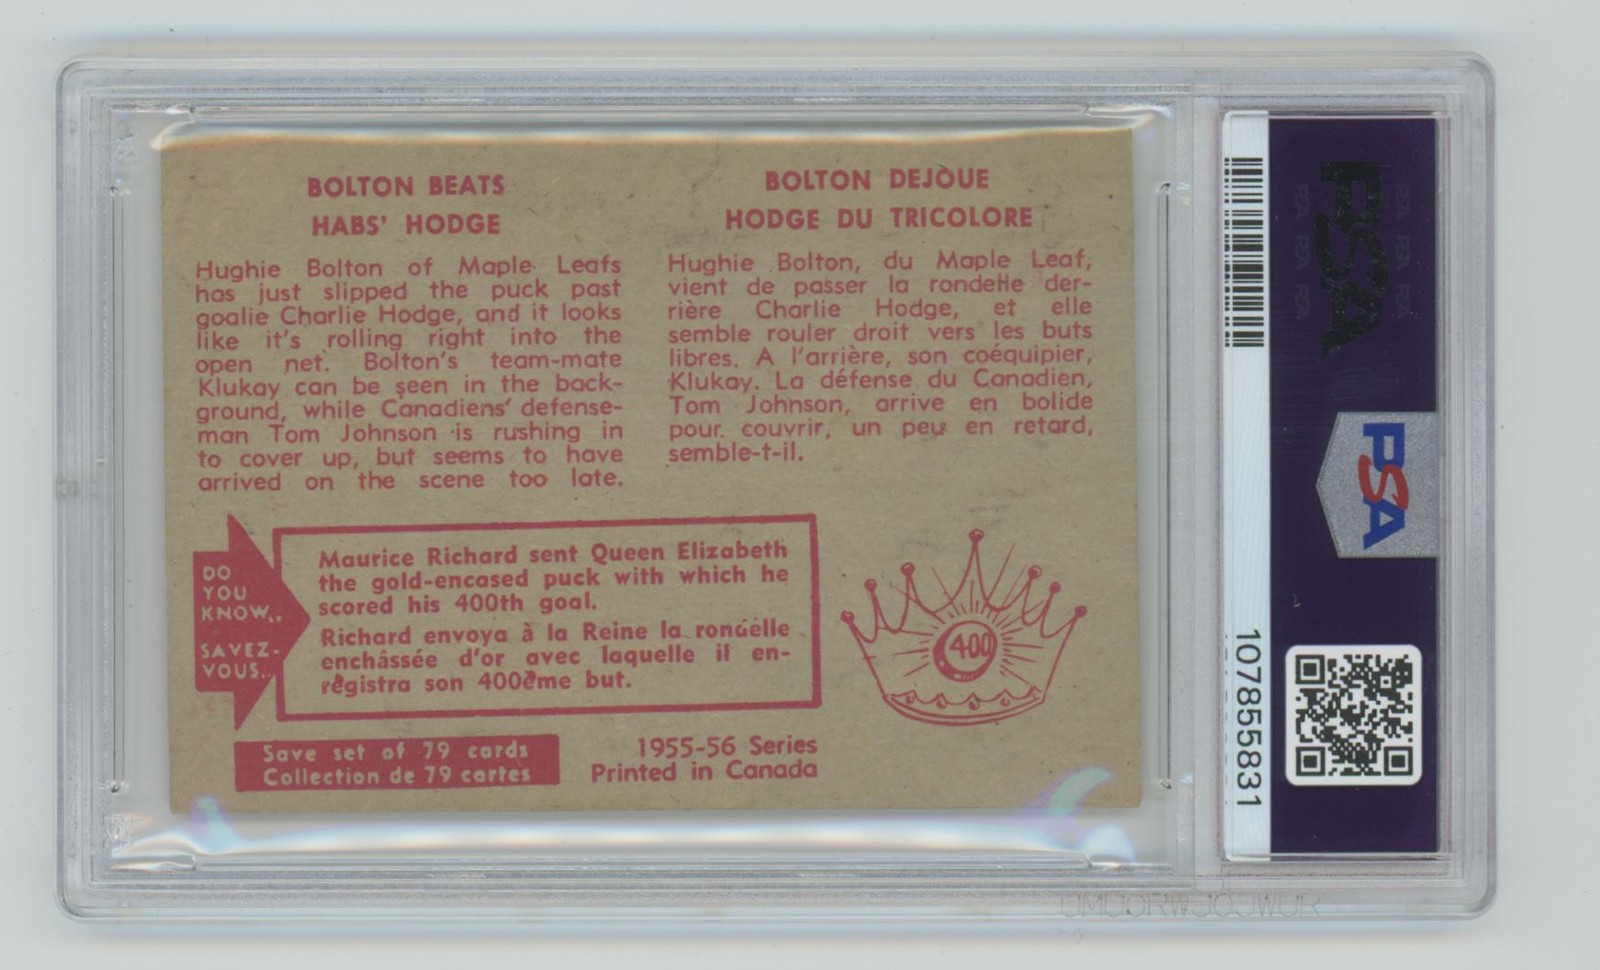 BOLTON BEATS
HABS' HODGE
Hughie Bolton of Maple Leafs
has just slipped the puck past
goalie Charlie Hodge, and it looks
like it's rolling right into the
open net. Bolton's team-mate
Klukay can be seen in the back-
ground, while Canadiens' defense-
man Tom Johnson is rushing in
to cover up, but seems to have
arrived on the scene too late.
BOLTON DEJOUE
HODGE DU TRICOLORE
Hughie Bolton, du Maple Leaf,
vient de passer la rondelle der-
rière Charlie Hodge, et elle
semble rouler droit vers les buts
libres. A l'arrière, son coéquipier,
Klukay. La défense du Canadien,
Tom Johnson, arrive en bolide
pour couvrir, un peu en retard,
semble-t-il.
DO
YOU
KNOW..
SAVEZ-
VOUS..
Maurice Richard sent Queen Elizabeth
the gold-encased puck with which he
scored his 400th goal.
Richard envoya à la Reine la rondelle
enchâssée d'or avec laquelle il en-
registra son 400ème but.
400
Save set of 79 cards
Collection de 79 cartes
1955-56 Series
Printed in Canada
PSA
PSA
107855831